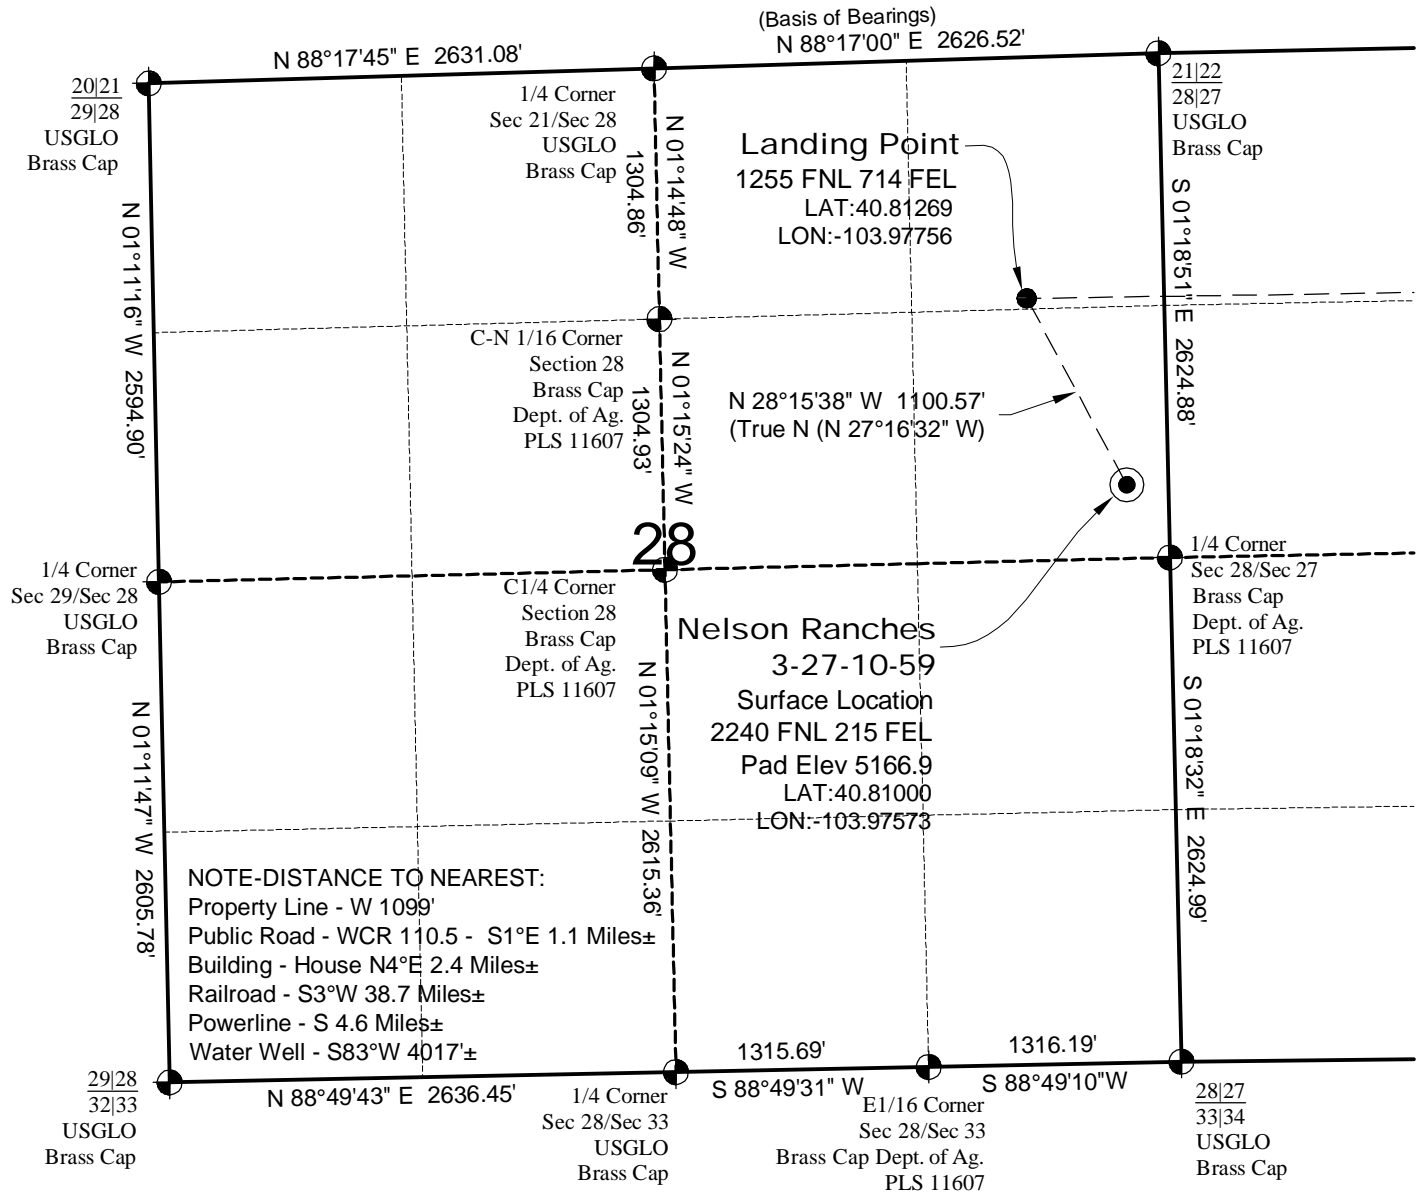 (Basis of Bearings)
N 88°17'45" E 2631.08'
N 88°17'00" E 2626.52'
20|21
29|28
USGLO
Brass Cap
1/4 Corner
Sec 21/Sec 28
USGLO
Brass Cap
21|22
28|27
USGLO
Brass Cap
N 01°14'48" W
1304.86'
Landing Point
1255 FNL 714 FEL
LAT:40.81269
LON:-103.97756
N 01°11'16" W 2594.90'
S 01°18'51" E 2624.88'
C-N 1/16 Corner
Section 28
Brass Cap
Dept. of Ag.
PLS 11607
N 01°15'24" W
1304.93'
N 28°15'38" W 1100.57'
(True N (N 27°16'32" W)
28
1/4 Corner
Sec 29/Sec 28
USGLO
Brass Cap
C1/4 Corner
Section 28
Brass Cap
Dept. of Ag.
PLS 11607
1/4 Corner
Sec 28/Sec 27
Brass Cap
Dept. of Ag.
PLS 11607
Nelson Ranches
3-27-10-59
Surface Location
2240 FNL 215 FEL
Pad Elev 5166.9
LAT:40.81000
LON:-103.97573
N 01°11'47" W 2605.78'
N 01°15'09" W 2615.36'
S 01°18'32" E 2624.99'
NOTE-DISTANCE TO NEAREST:
Property Line - W 1099'
Public Road - WCR 110.5 - S1°E 1.1 Miles±
Building - House N4°E 2.4 Miles±
Railroad - S3°W 38.7 Miles±
Powerline - S 4.6 Miles±
Water Well - S83°W 4017'±
1315.69'
1316.19'
29|28
32|33
USGLO
Brass Cap
N 88°49'43" E 2636.45'
1/4 Corner
Sec 28/Sec 33
USGLO
Brass Cap
S 88°49'31" W
S 88°49'10"W
E1/16 Corner
Sec 28/Sec 33
Brass Cap Dept. of Ag.
PLS 11607
28|27
33|34
USGLO
Brass Cap